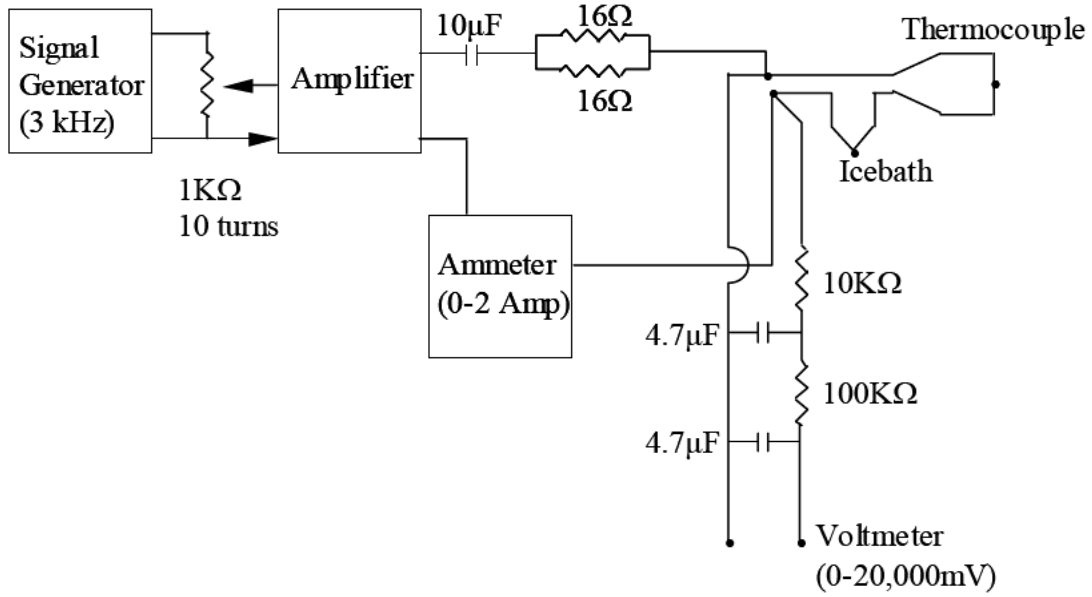 Signal
Generator
(3 kHz)
1KΩ
10 turns
Amplifier
10μF
16Ω
16Ω
Thermocouple
Icebath
Ammeter
(0-2 Amp)
10KΩ
4.7μF
100KΩ
4.7μF
Voltmeter
(0-20,000mV)